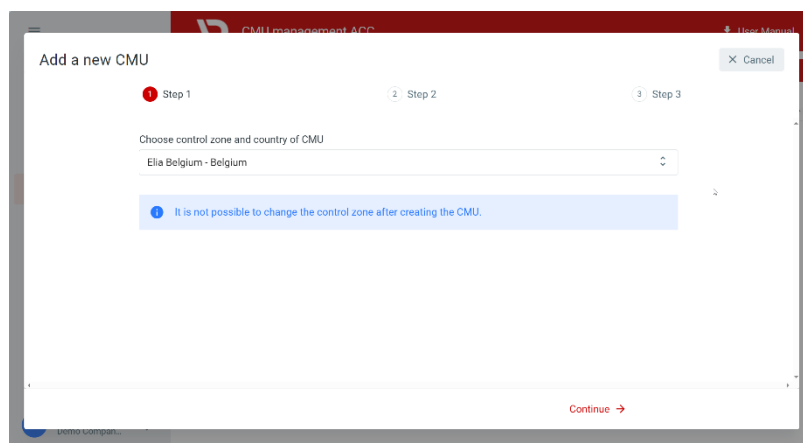 CMU management ACC
User Manual
Add a new CMU
Cancel
1 Step 1
2 Step 2
3 Step 3
Choose control zone and country of CMU
Elia Belgium - Belgium
It is not possible to change the control zone after creating the CMU.
Continue
Demo Compan...